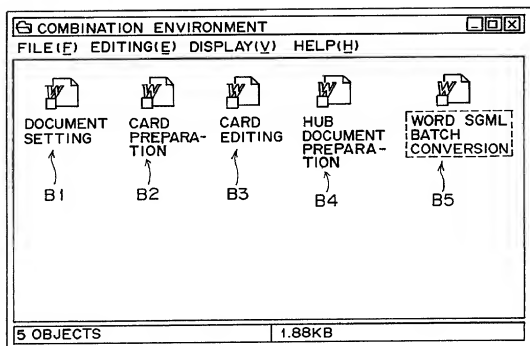 COMBINATION ENVIRONMENT
FILE(F) EDITING(E) DISPLAY(V) HELP(H)
W W W W W
DOCUMENT CARD CARD HUB WORD SGML
SETTING PREPARA- EDITING DOCUMENT BATCH
TION PREPARA- CONVERSION
TION
B1 B2 B3 B4 B5
5 OBJECTS 1.88KB